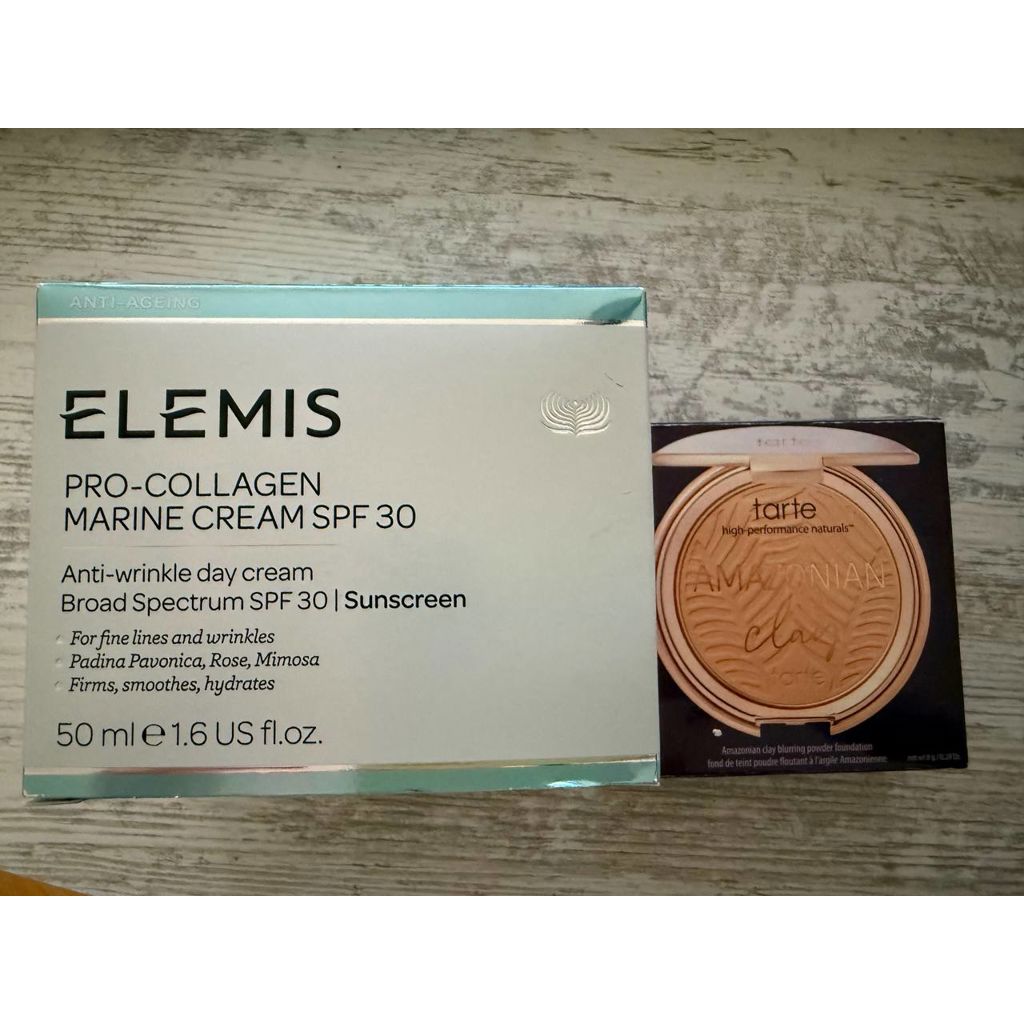 ANTI-AGEING
ELEMIS
PRO-COLLAGEN
MARINE CREAM SPF 30
Anti-wrinkle day cream
Broad Spectrum SPF 30 | Sunscreen
For fine lines and wrinkles
Padina Pavonica, Rose, Mimosa
Firms, smoothes, hydrates
50 ml e 1.6 US fl.oz.
tarte
tarte
high-performance naturals™
AMAZONIAN
clay
tarte
Amazonian clay blurring powder foundation
fond de teint poudre floutant à l'argile Amazonienne